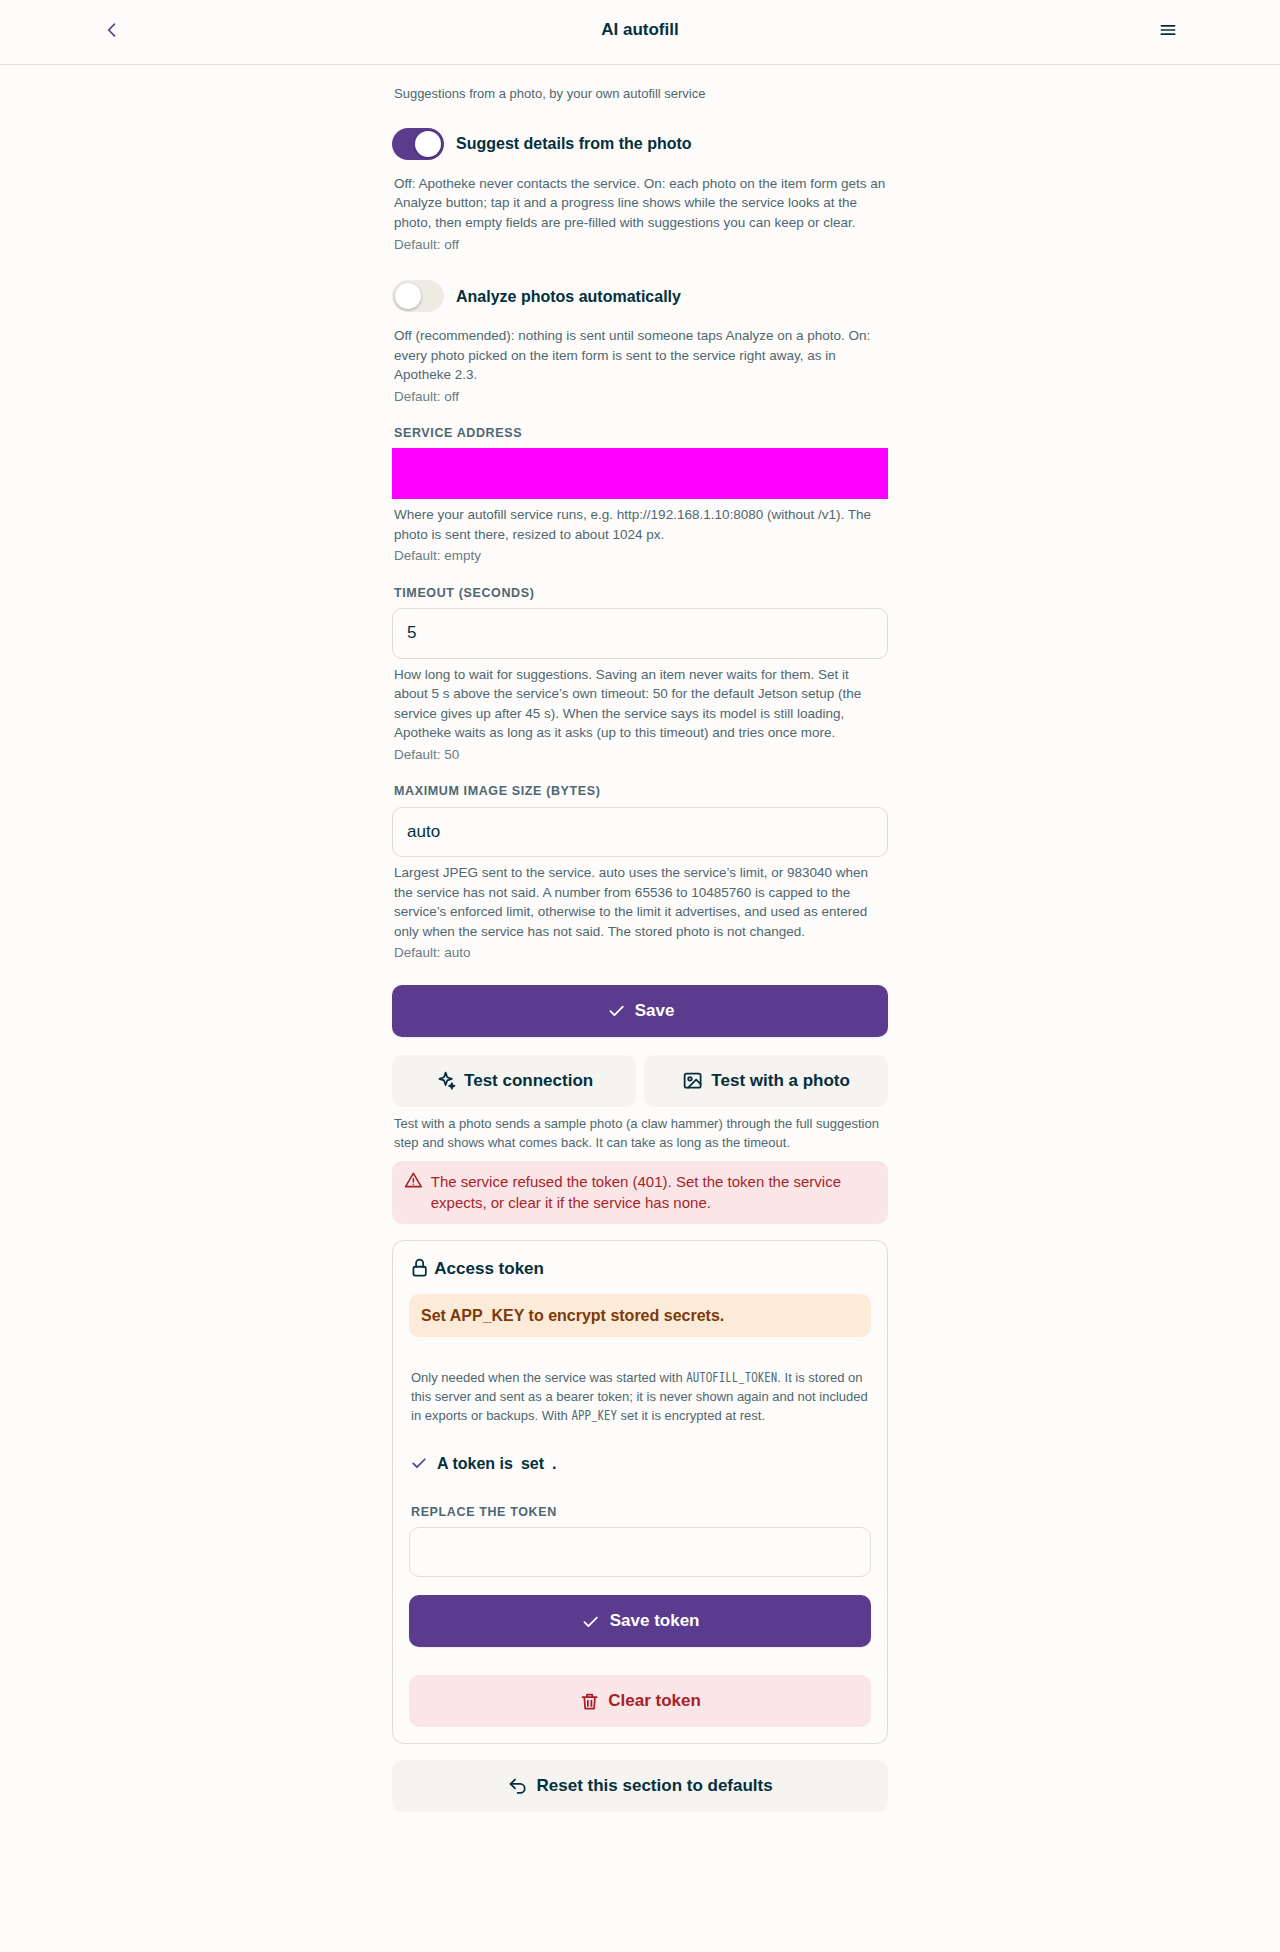 AI autofill
Suggestions from a photo, by your own autofill service
Suggest details from the photo
Off: Apotheke never contacts the service. On: each photo on the item form gets an
Analyze button; tap it and a progress line shows while the service looks at the
photo, then empty fields are pre-filled with suggestions you can keep or clear.
Default: off
Analyze photos automatically
Off (recommended): nothing is sent until someone taps Analyze on a photo. On:
every photo picked on the item form is sent to the service right away, as in
Apotheke 2.3.
Default: off
SERVICE ADDRESS
Where your autofill service runs, e.g. http://192.168.1.10:8080 (without /v1). The
photo is sent there, resized to about 1024 px.
Default: empty
TIMEOUT (SECONDS)
5
How long to wait for suggestions. Saving an item never waits for them. Set it
about 5 s above the service's own timeout: 50 for the default Jetson setup (the
service gives up after 45 s). When the service says its model is still loading,
Apotheke waits as long as it asks (up to this timeout) and tries once more.
Default: 50
MAXIMUM IMAGE SIZE (BYTES)
auto
Largest JPEG sent to the service. auto uses the service's limit, or 983040 when
the service has not said. A number from 65536 to 10485760 is capped to the
service's enforced limit, otherwise to the limit it advertises, and used as entered
only when the service has not said. The stored photo is not changed.
Default: auto
Save
Test connection
Test with a photo
Test with a photo sends a sample photo (a claw hammer) through the full suggestion
step and shows what comes back. It can take as long as the timeout.
The service refused the token (401). Set the token the service
expects, or clear it if the service has none.
Access token
Set APP_KEY to encrypt stored secrets.
Only needed when the service was started with AUTOFILL_TOKEN. It is stored on
this server and sent as a bearer token; it is never shown again and not included
in exports or backups. With APP_KEY set it is encrypted at rest.
A token is set .
REPLACE THE TOKEN
Save token
Clear token
Reset this section to defaults